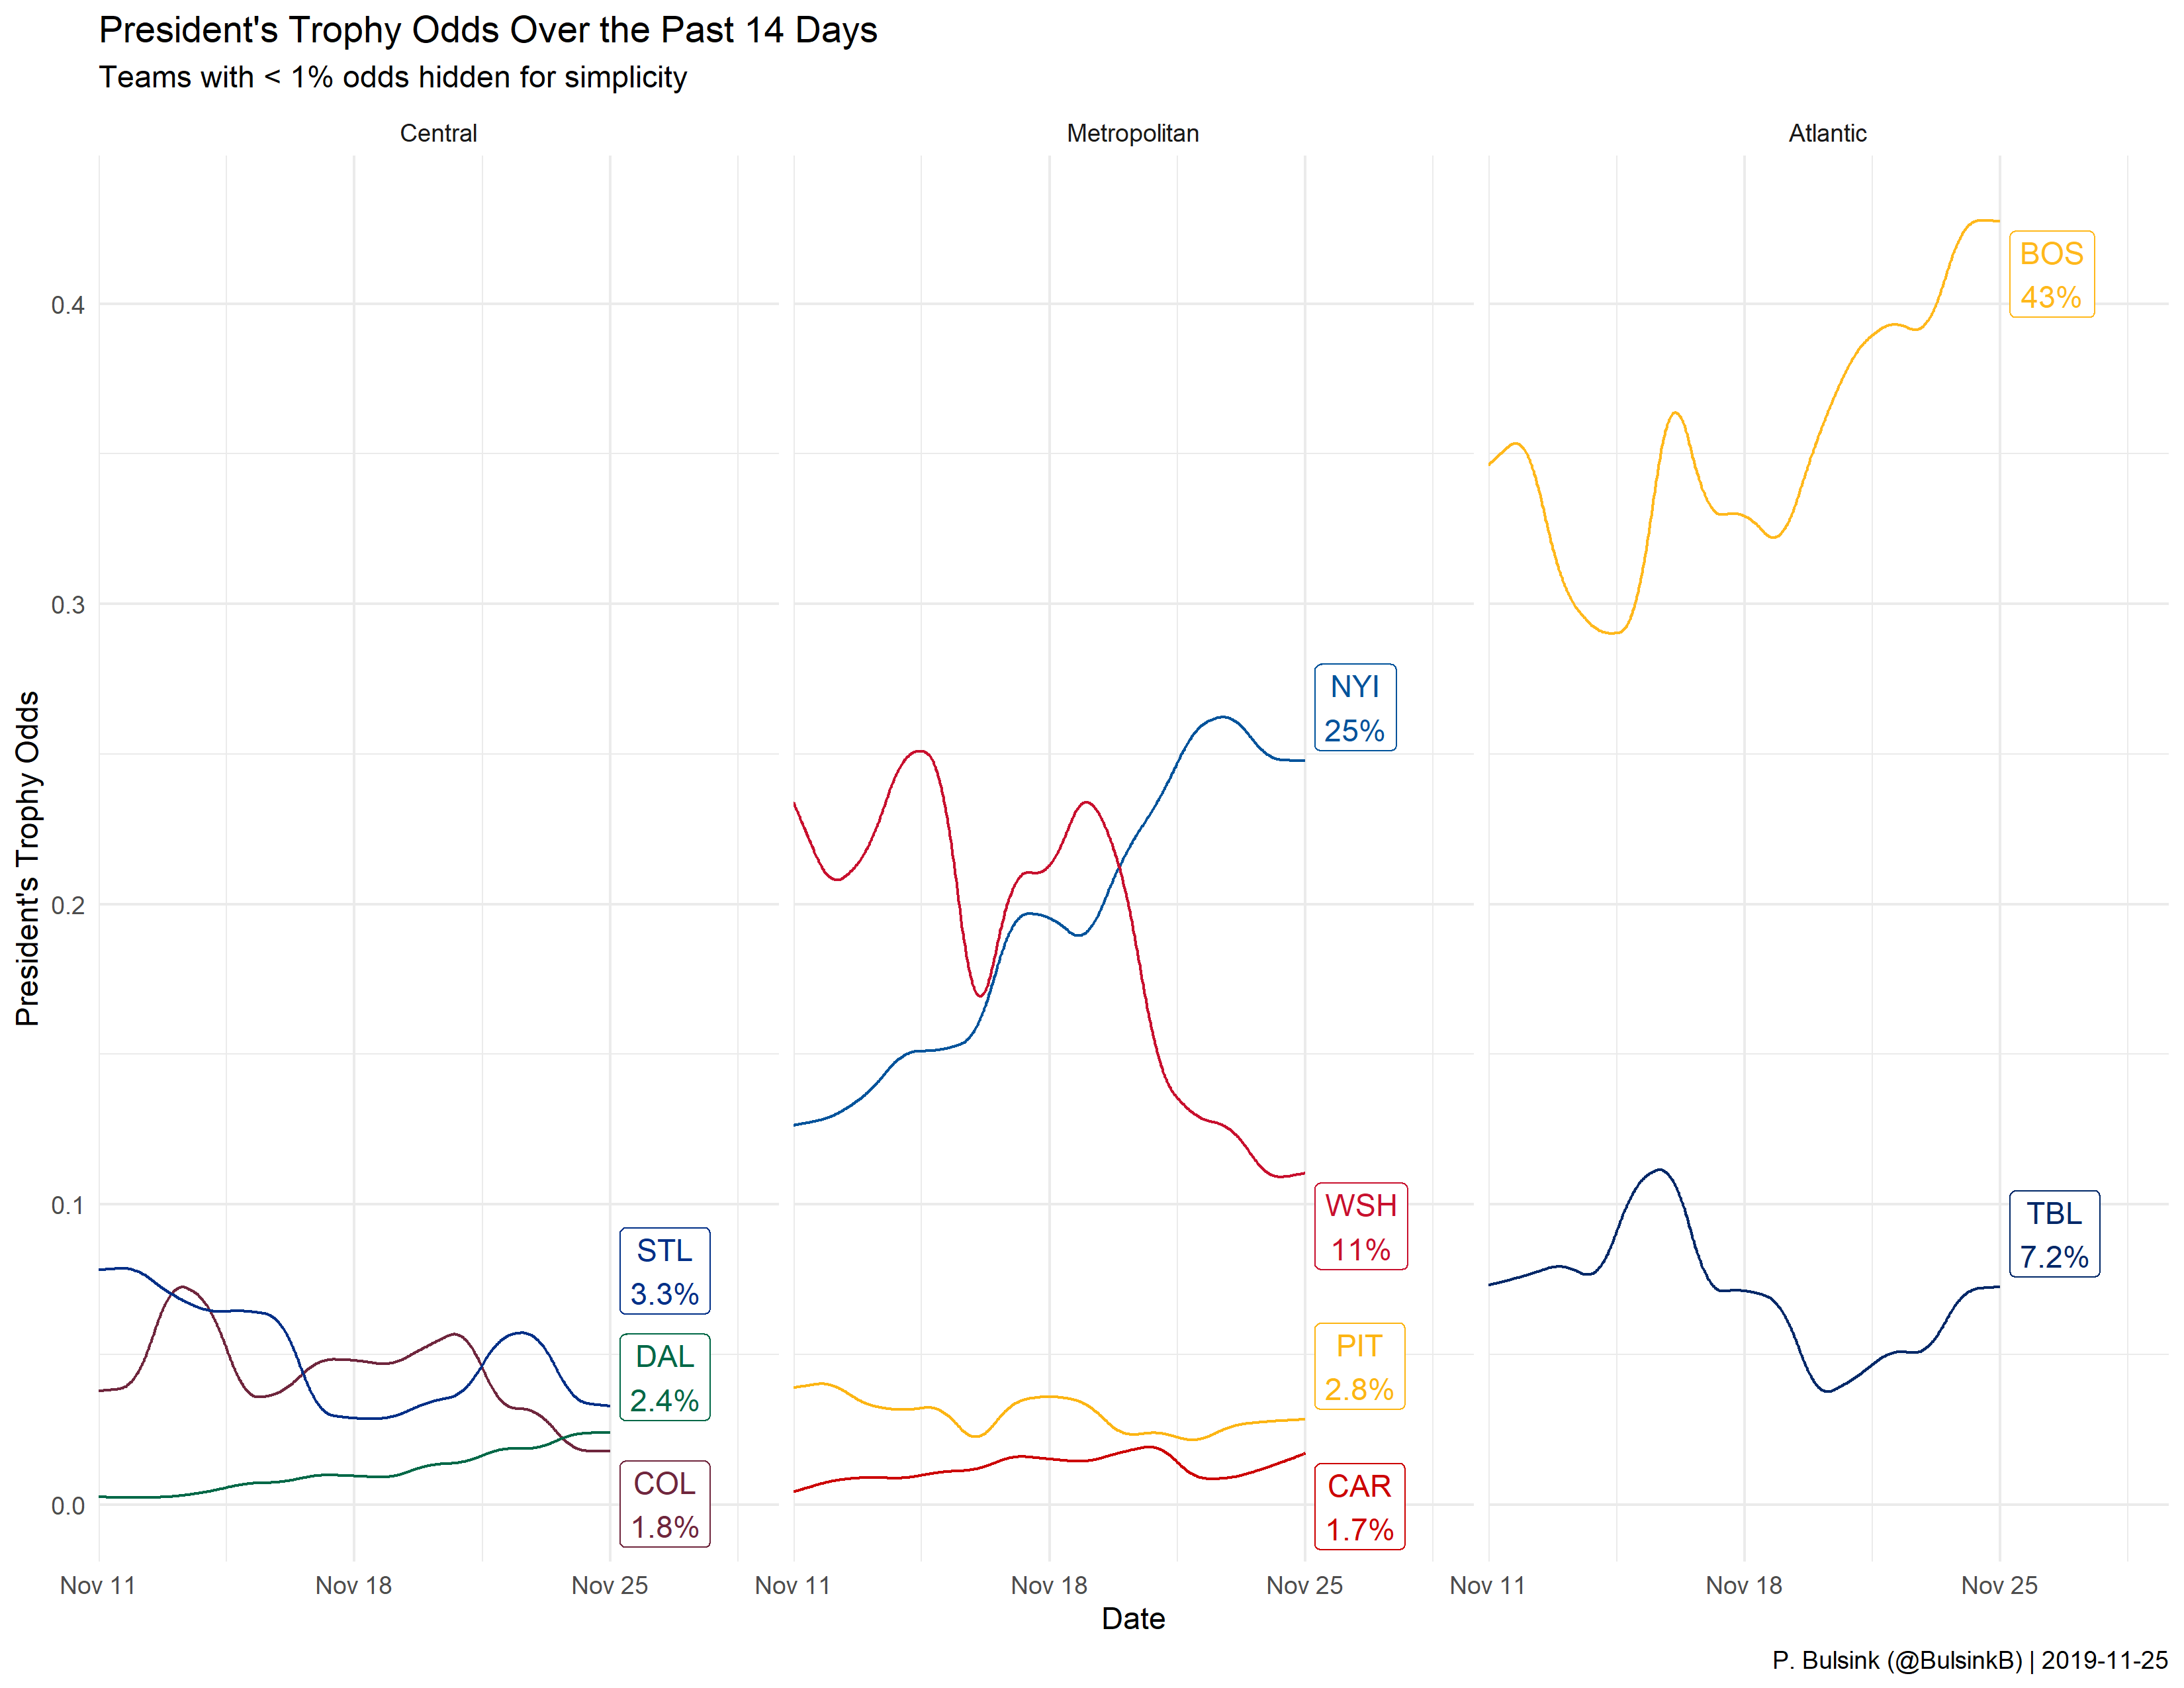 President's Trophy Odds Over the Past 14 Days
Teams with < 1% odds hidden for simplicity
Central
Metropolitan
Atlantic
President's Trophy Odds
0.4
0.3
0.2
0.1
0.0
STL
3.3%
DAL
2.4%
COL
1.8%
NYI
25%
WSH
11%
PIT
2.8%
CAR
1.7%
BOS
43%
TBL
7.2%
Nov 11
Nov 18
Nov 25
Nov 11
Nov 18
Nov 25
Nov 11
Nov 18
Nov 25
Date
P. Bulsink (@BulsinkB) | 2019-11-25